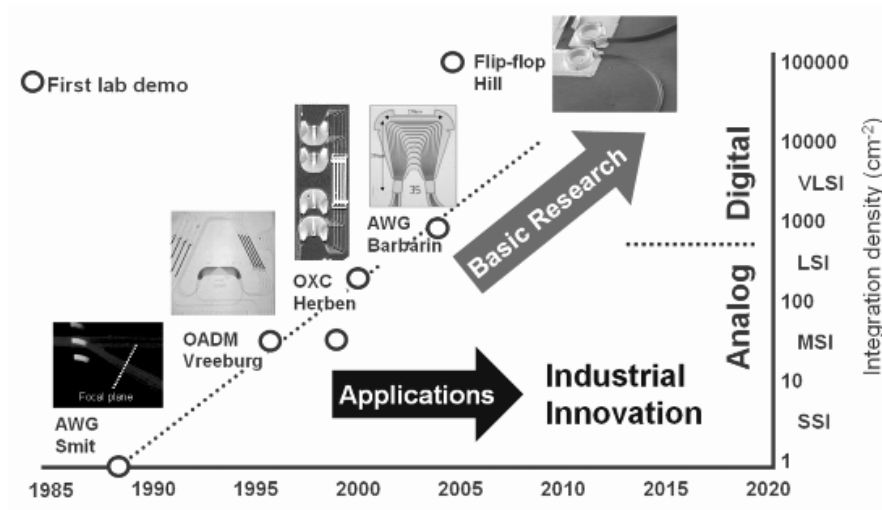 Flip-flop
Hill
First lab demo
35
AWG
Barbarin
OXC
Herben
OADM
Vreeburg
Focal plane
AWG
Smit
Basic Research
Applications
Industrial
Innovation
Digital
Analog
100000
10000
VLSI
1000
LSI
100
MSI
10
SSI
1
Integration density (cm-2)
1985 1990 1995 2000 2005 2010 2015 2020